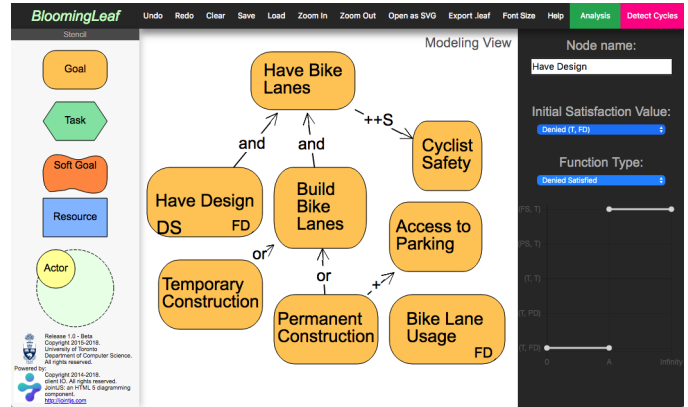 BloomingLeaf
Undo Redo Clear Save Load Zoom In Zoom Out Open as SVG Export .leaf Font Size Help Analysis Detect Cycles
Stencil
Goal
Task
Soft Goal
Resource
Actor
Release 1.0 - Beta
Copyright 2015-2018.
University of Toronto
Department of Computer Science.
All rights reserved.
Powered by:
Copyright 2014-2018.
client IO. All rights reserved.
JointJS: an HTML 5 diagramming
component.
http://jointjs.com
Modeling View
Have Bike
Lanes
++S
and
and
Cyclist
Safety
Have Design
DS FD
Build
Bike
Lanes
Access to
Parking
or
Temporary
Construction
or
+
Permanent
Construction
Bike Lane
Usage
FD
Node name:
Have Design
Initial Satisfaction Value:
Denied (T, FD)
Function Type:
Denied Satisfied
(FS, T)
(PS, T)
(T, T)
(T, PD)
(T, FD)
0 A Infinity